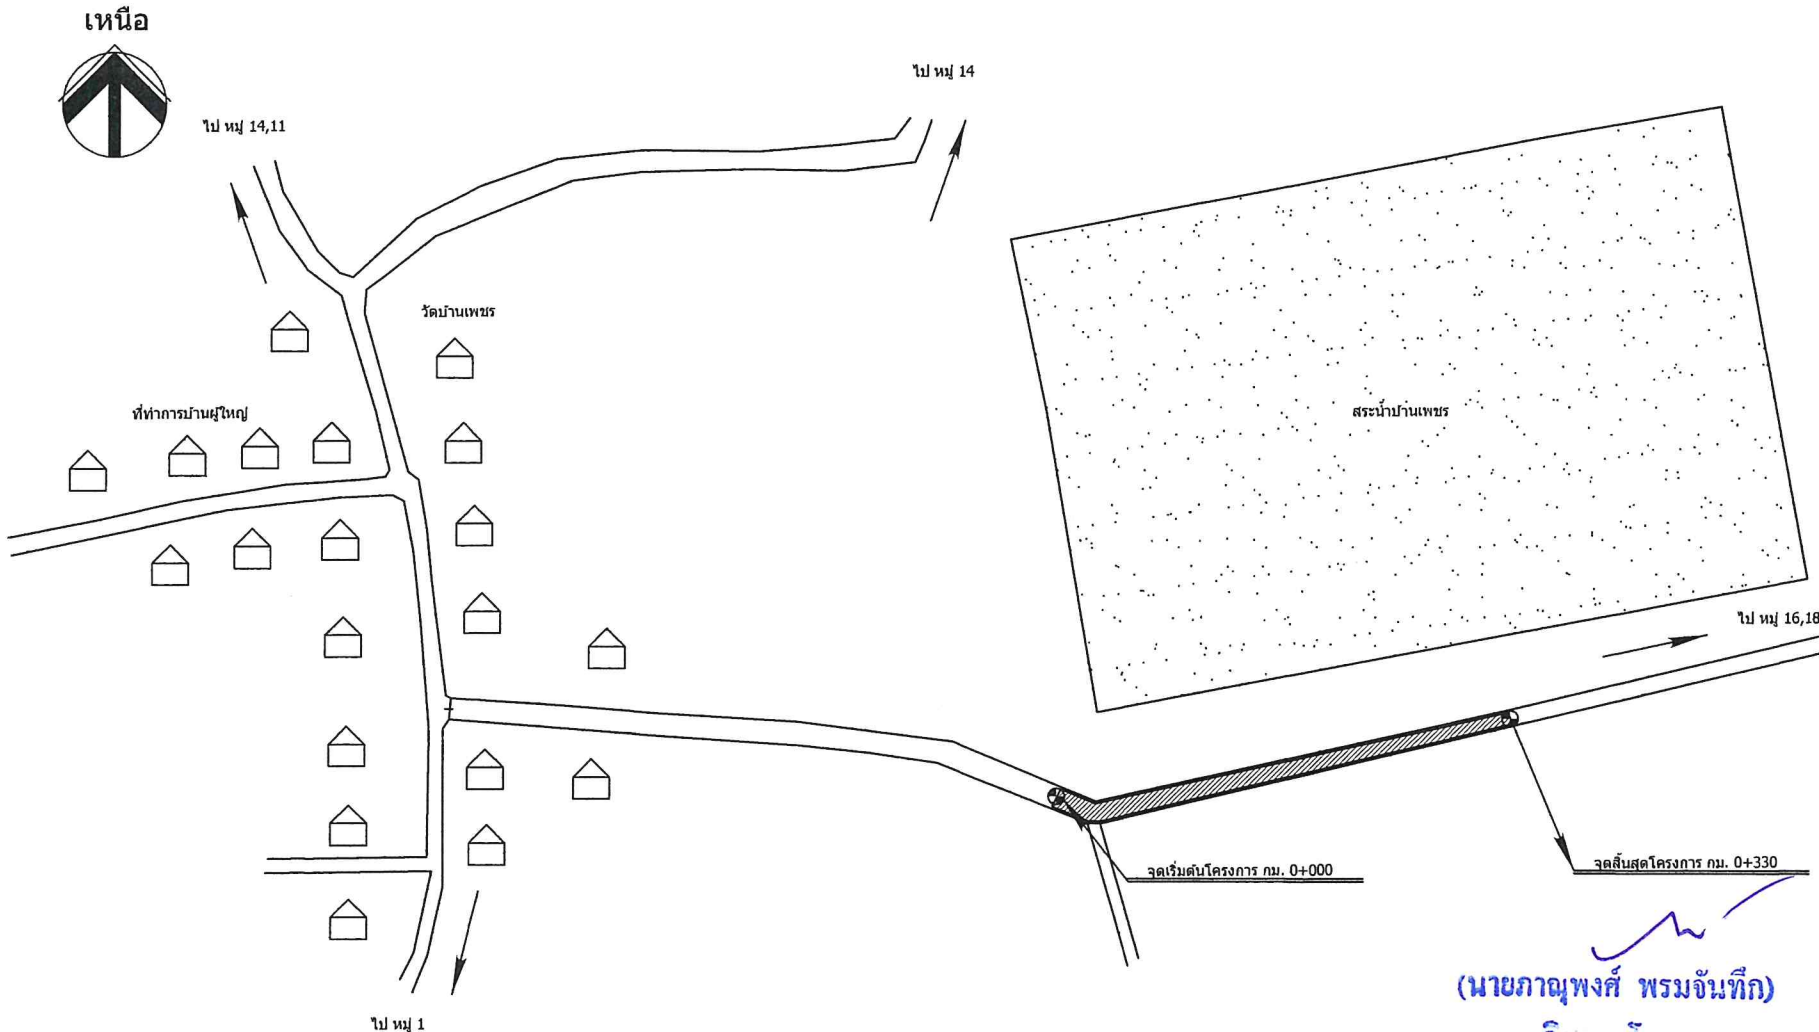 เหนือ
ไป หมู่ 14
ไป หมู่ 14,11
วัดบ้านเพชร
ที่ทำการบ้านผู้ใหญ่
สระน้ำบ้านเพชร
ไป หมู่ 16,18
จุดเริ่มต้นโครงการ กม. 0+000
จุดสิ้นสุดโครงการ กม. 0+330
(นายภาณุพงศ์ พรมจันทึก)
ไป หมู่ 1